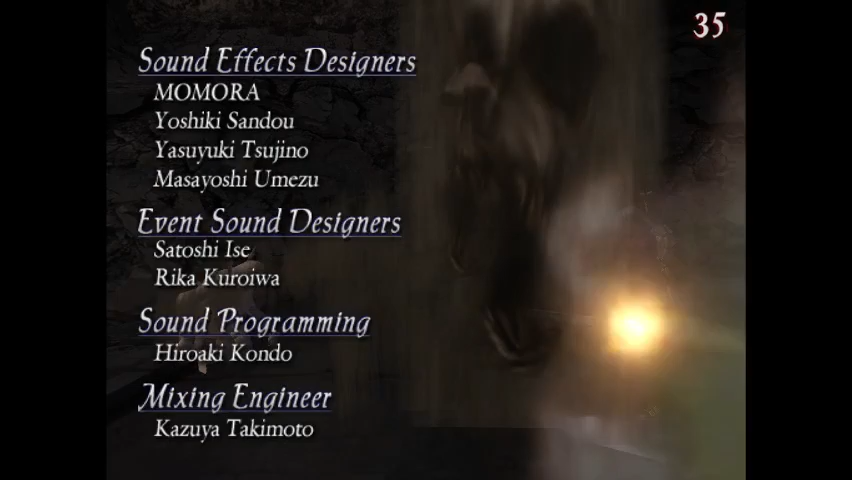 35
Sound Effects Designers
MOMORA
Yoshiki Sandou
Yasuyuki Tsujino
Masayoshi Umezu
Event Sound Designers
Satoshi Ise
Rika Kuroiwa
Sound Programming
Hiroaki Kondo
Mixing Engineer
Kazuya Takimoto